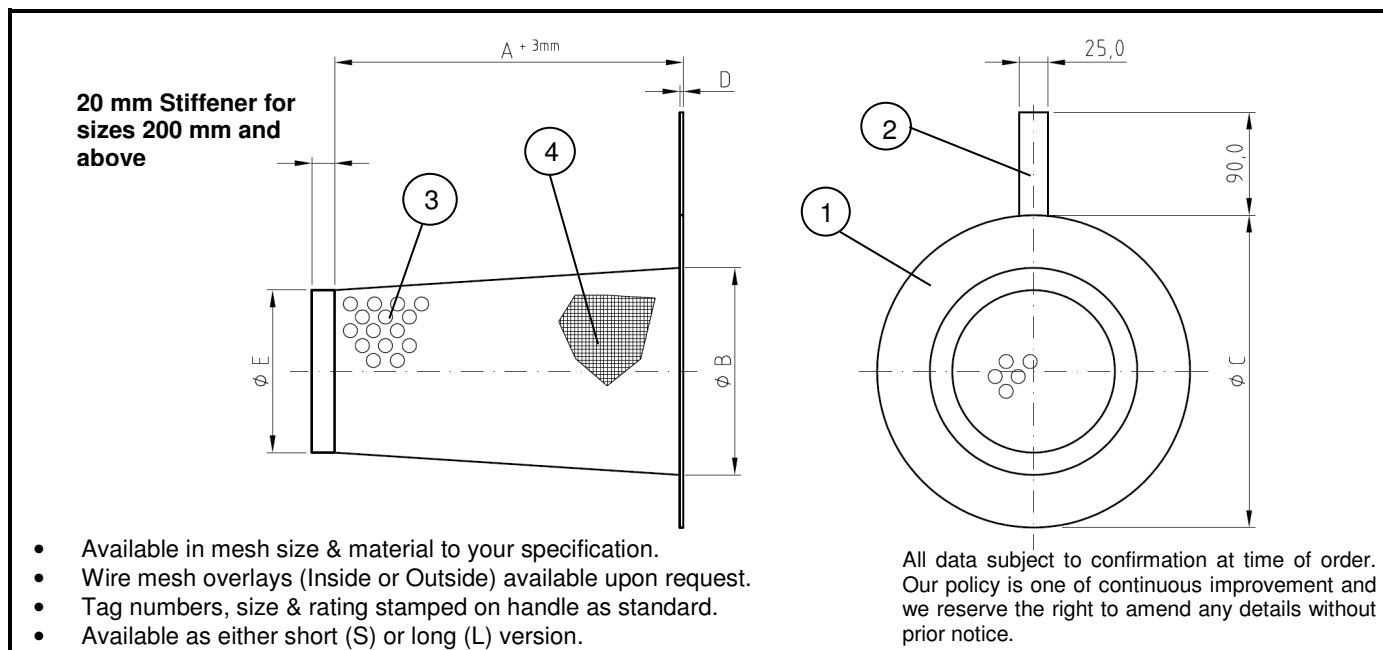 A + 3mm
D
20 mm Stiffener for
sizes 200 mm and
above
3
4
ϕ E
ϕ B
25,0
2
90,0
1
ϕ C
• Available in mesh size & material to your specification.
• Wire mesh overlays (Inside or Outside) available upon request.
• Tag numbers, size & rating stamped on handle as standard.
• Available as either short (S) or long (L) version.
All data subject to confirmation at time of order.
Our policy is one of continuous improvement and
we reserve the right to amend any details without
prior notice.